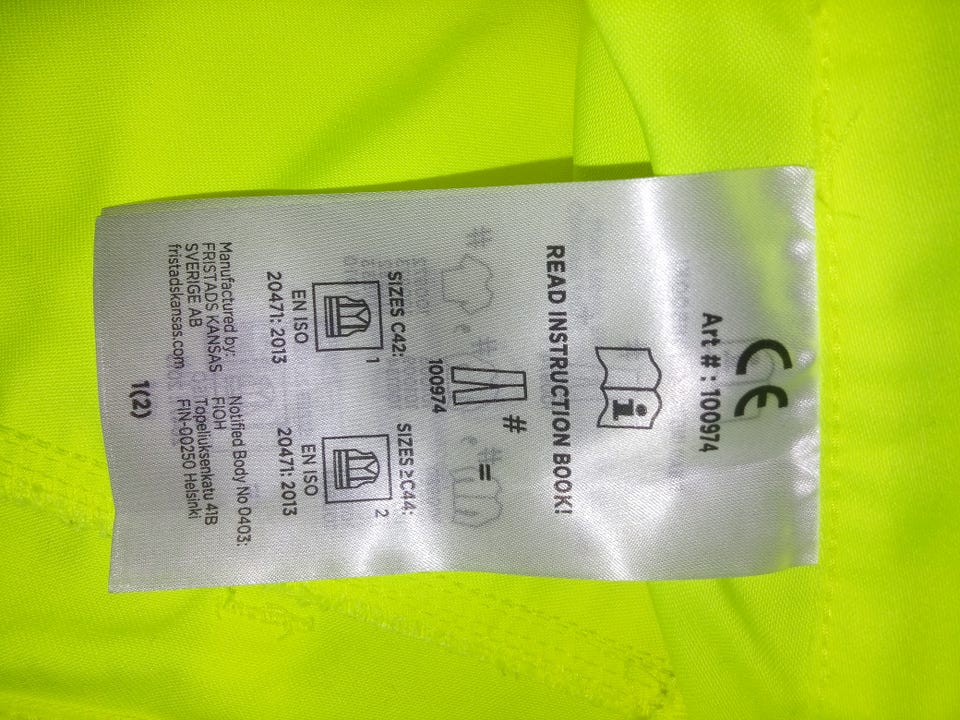 CE
Art # : 100974
i
READ INSTRUCTION BOOK!
# =
100974
SIZES C42:
1
EN ISO
20471: 2013
SIZES ≥C44:
2
EN ISO
20471: 2013
Manufactured by:
FRISTADS KANSAS
SVERIGE AB
fristadskansas.com
Notified Body No 0403:
FIOH
Topeliuksenkatu 41B
FIN-00250 Helsinki
1(2)